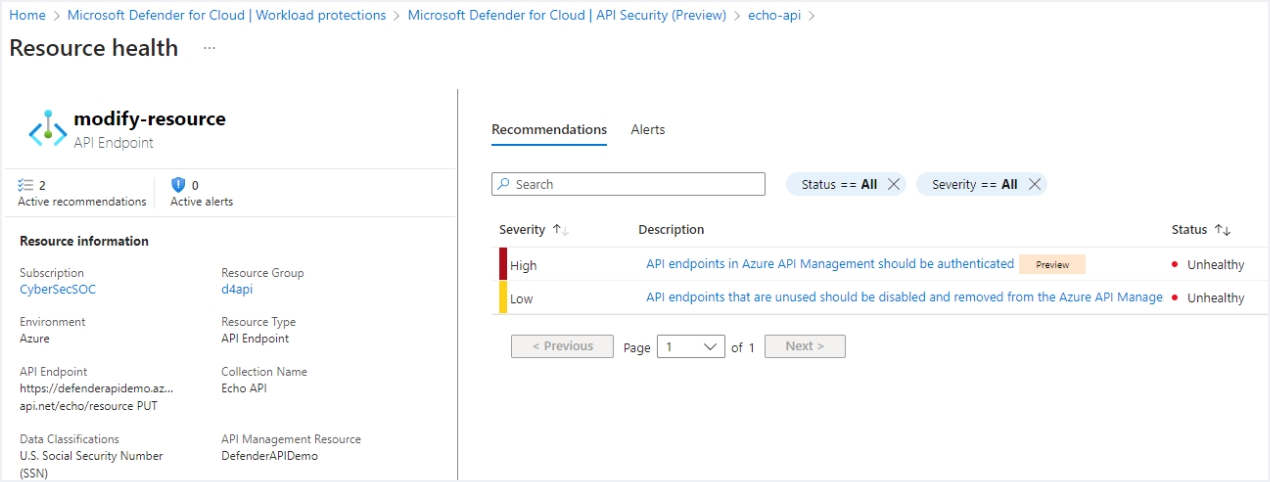 Home > Microsoft Defender for Cloud | Workload protections > Microsoft Defender for Cloud | API Security (Preview) > echo-api >
Resource health ...
modify-resource
API Endpoint
2
Active recommendations
0
Active alerts
Resource information
Subscription
CyberSecSOC
Resource Group
d4api
Environment
Azure
Resource Type
API Endpoint
API Endpoint
https://defenderapidemo.az...
api.net/echo/resource PUT
Collection Name
Echo API
Data Classifications
U.S. Social Security Number
(SSN)
API Management Resource
DefenderAPIDemo
Recommendations Alerts
Search Status == All Severity == All
Severity Description Status
High API endpoints in Azure API Management should be authenticated Preview Unhealthy
Low API endpoints that are unused should be disabled and removed from the Azure API Manage Unhealthy
< Previous Page 1 of 1 Next >